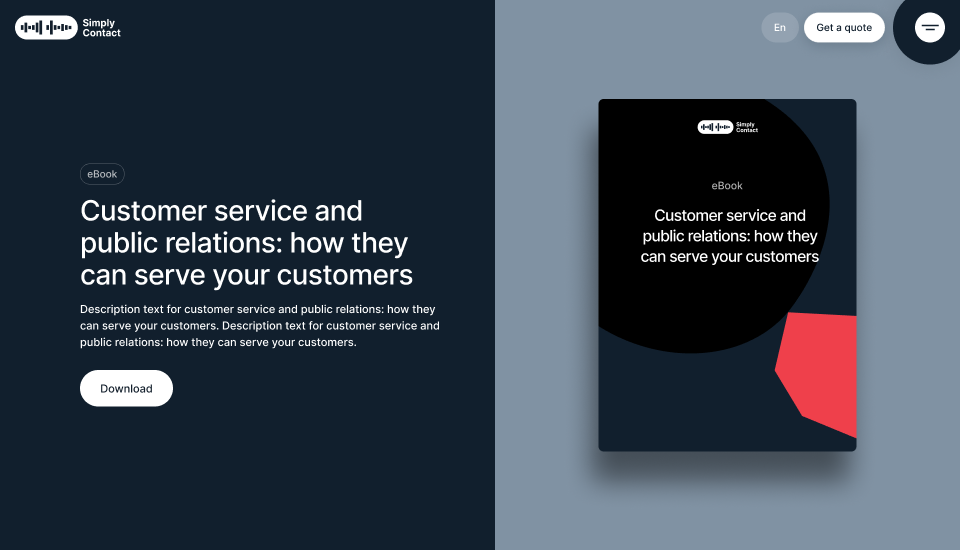 Simply
Contact
En
Get a quote
eBook
Customer service and
public relations: how they
can serve your customers
Description text for customer service and public relations: how they
can serve your customers. Description text for customer service and
public relations: how they can serve your customers.
Download
Simply
Contact
eBook
Customer service and
public relations: how they
can serve your customers